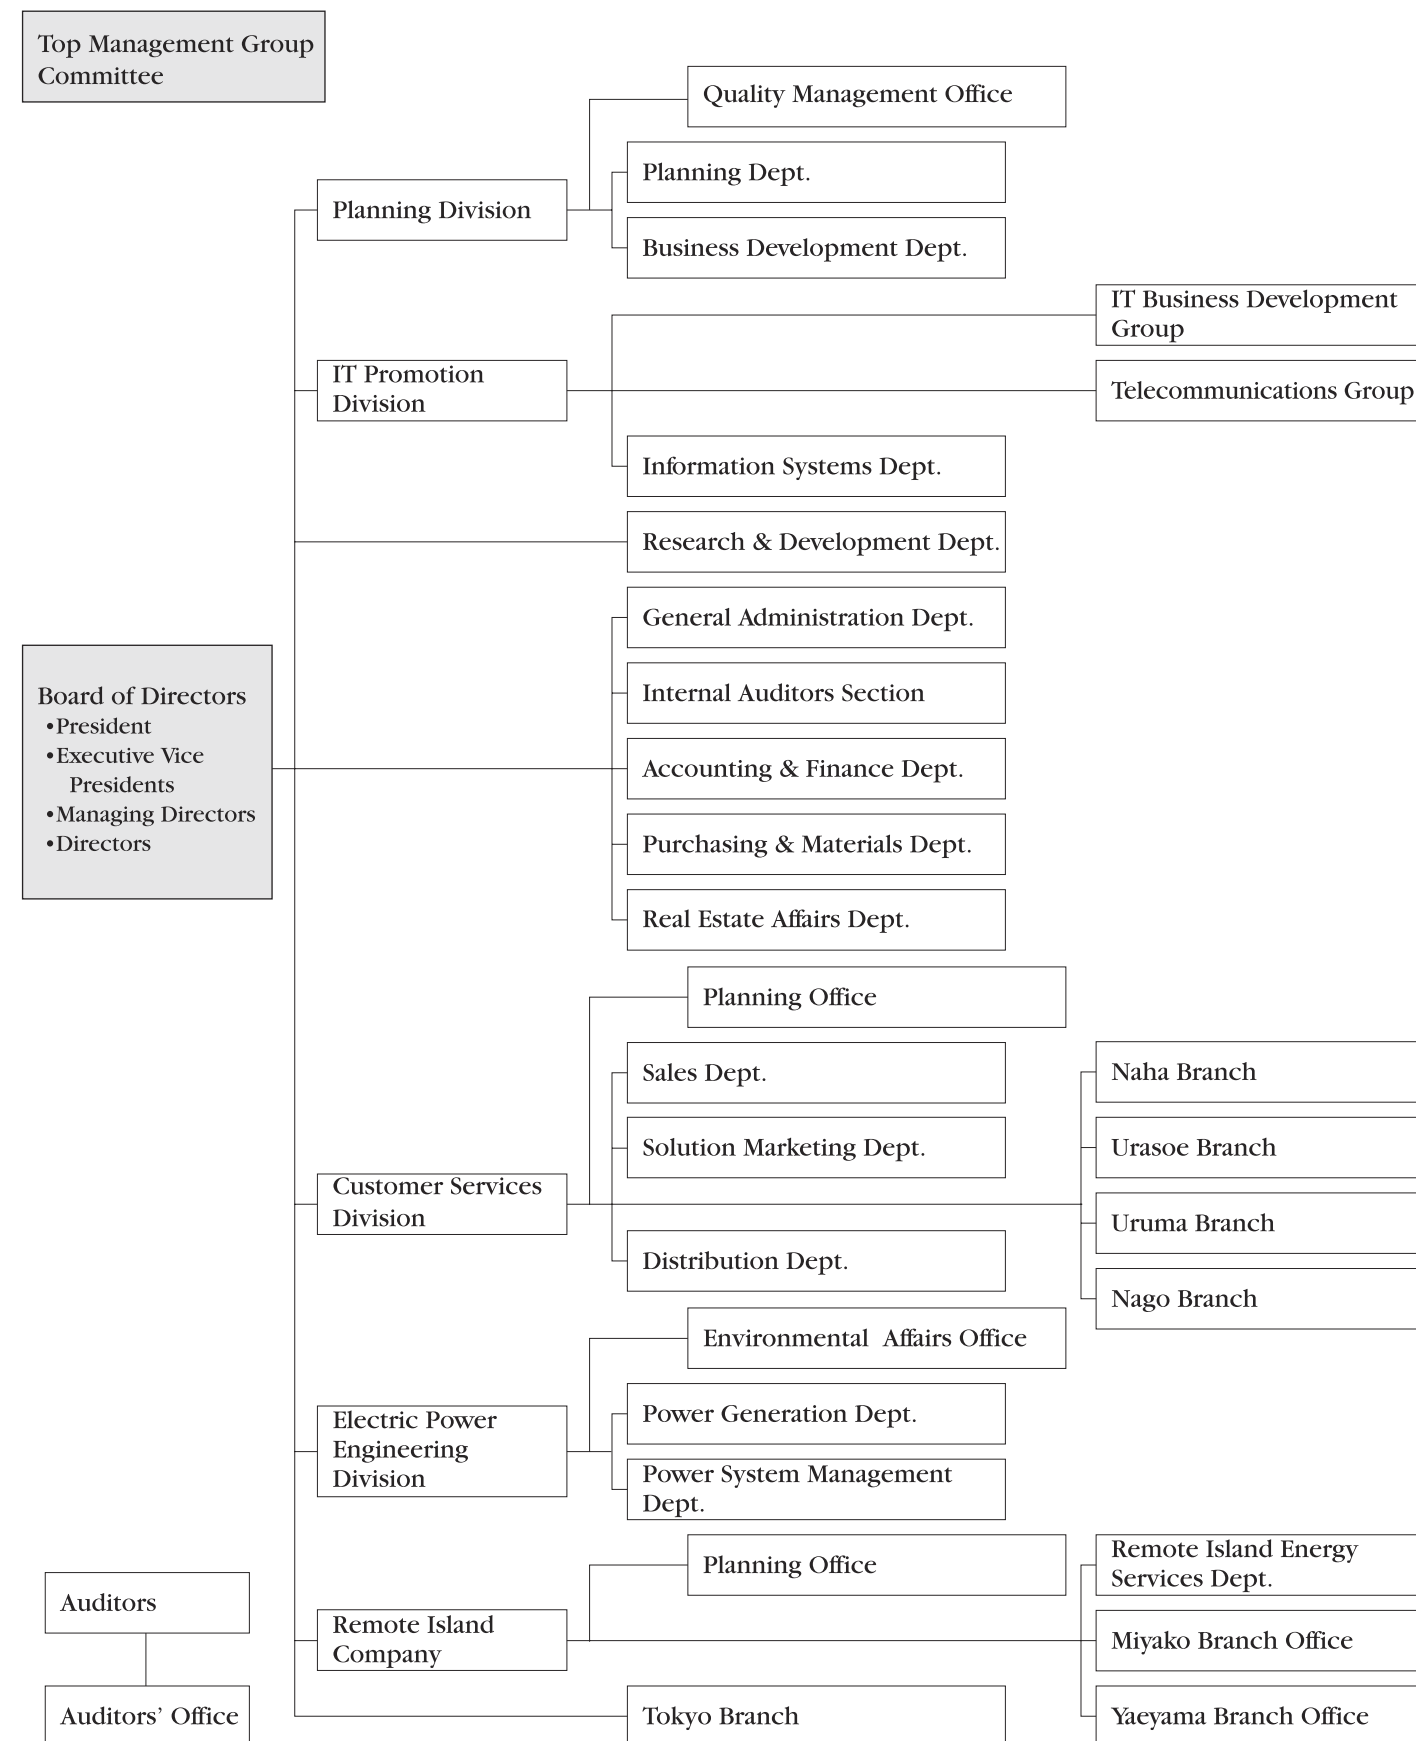 Top Management Group
Committee
Quality Management Office
Planning Dept.
Planning Division
Business Development Dept.
IT Business Development
Group
IT Promotion
Division
Telecommunications Group
Information Systems Dept.
Research & Development Dept.
General Administration Dept.
Internal Auditors Section
Board of Directors
•President
•Executive Vice
Presidents
•Managing Directors
•Directors
Accounting & Finance Dept.
Purchasing & Materials Dept.
Real Estate Affairs Dept.
Planning Office
Sales Dept.
Naha Branch
Solution Marketing Dept.
Urasoe Branch
Customer Services
Division
Uruma Branch
Distribution Dept.
Nago Branch
Environmental  Affairs Office
Power Generation Dept.
Electric Power
Engineering
Division
Power System Management
Dept.
Planning Office
Remote Island Energy
Services Dept.
Auditors
Remote Island
Company
Miyako Branch Office
Auditors’ Office
Tokyo Branch
Yaeyama Branch Office